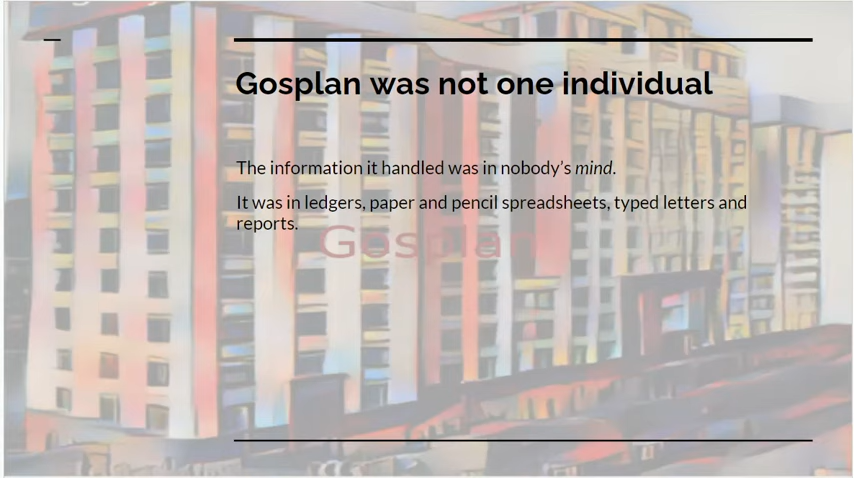 Gosplan was not one individual
The information it handled was in nobody's mind.
It was in ledgers, paper and pencil spreadsheets, typed letters and
reports.
Gosplan